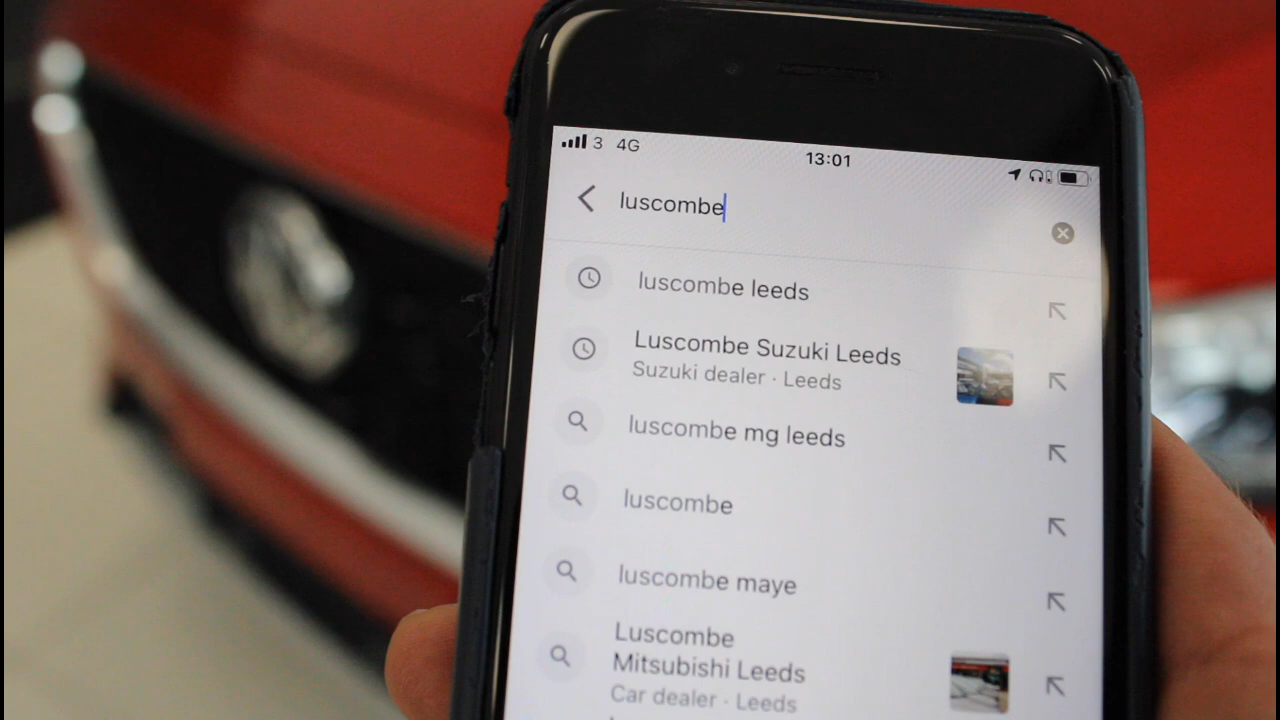 3 4G
13:01
luscombe
luscombe leeds
Luscombe Suzuki Leeds
Suzuki dealer · Leeds
luscombe mg leeds
luscombe
luscombe maye
Luscombe
Mitsubishi Leeds
Car dealer · Leeds